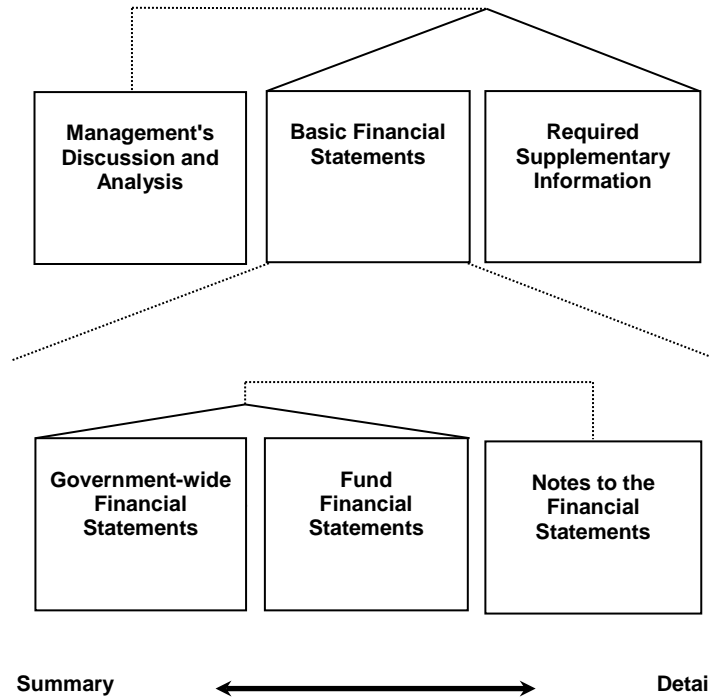 Management's
Discussion and
Analysis
Basic Financial
Statements
Required
Supplementary
Information
Government-wide
Financial
Statements
Fund
Financial
Statements
Notes to the
Financial
Statements
Summary
Detai